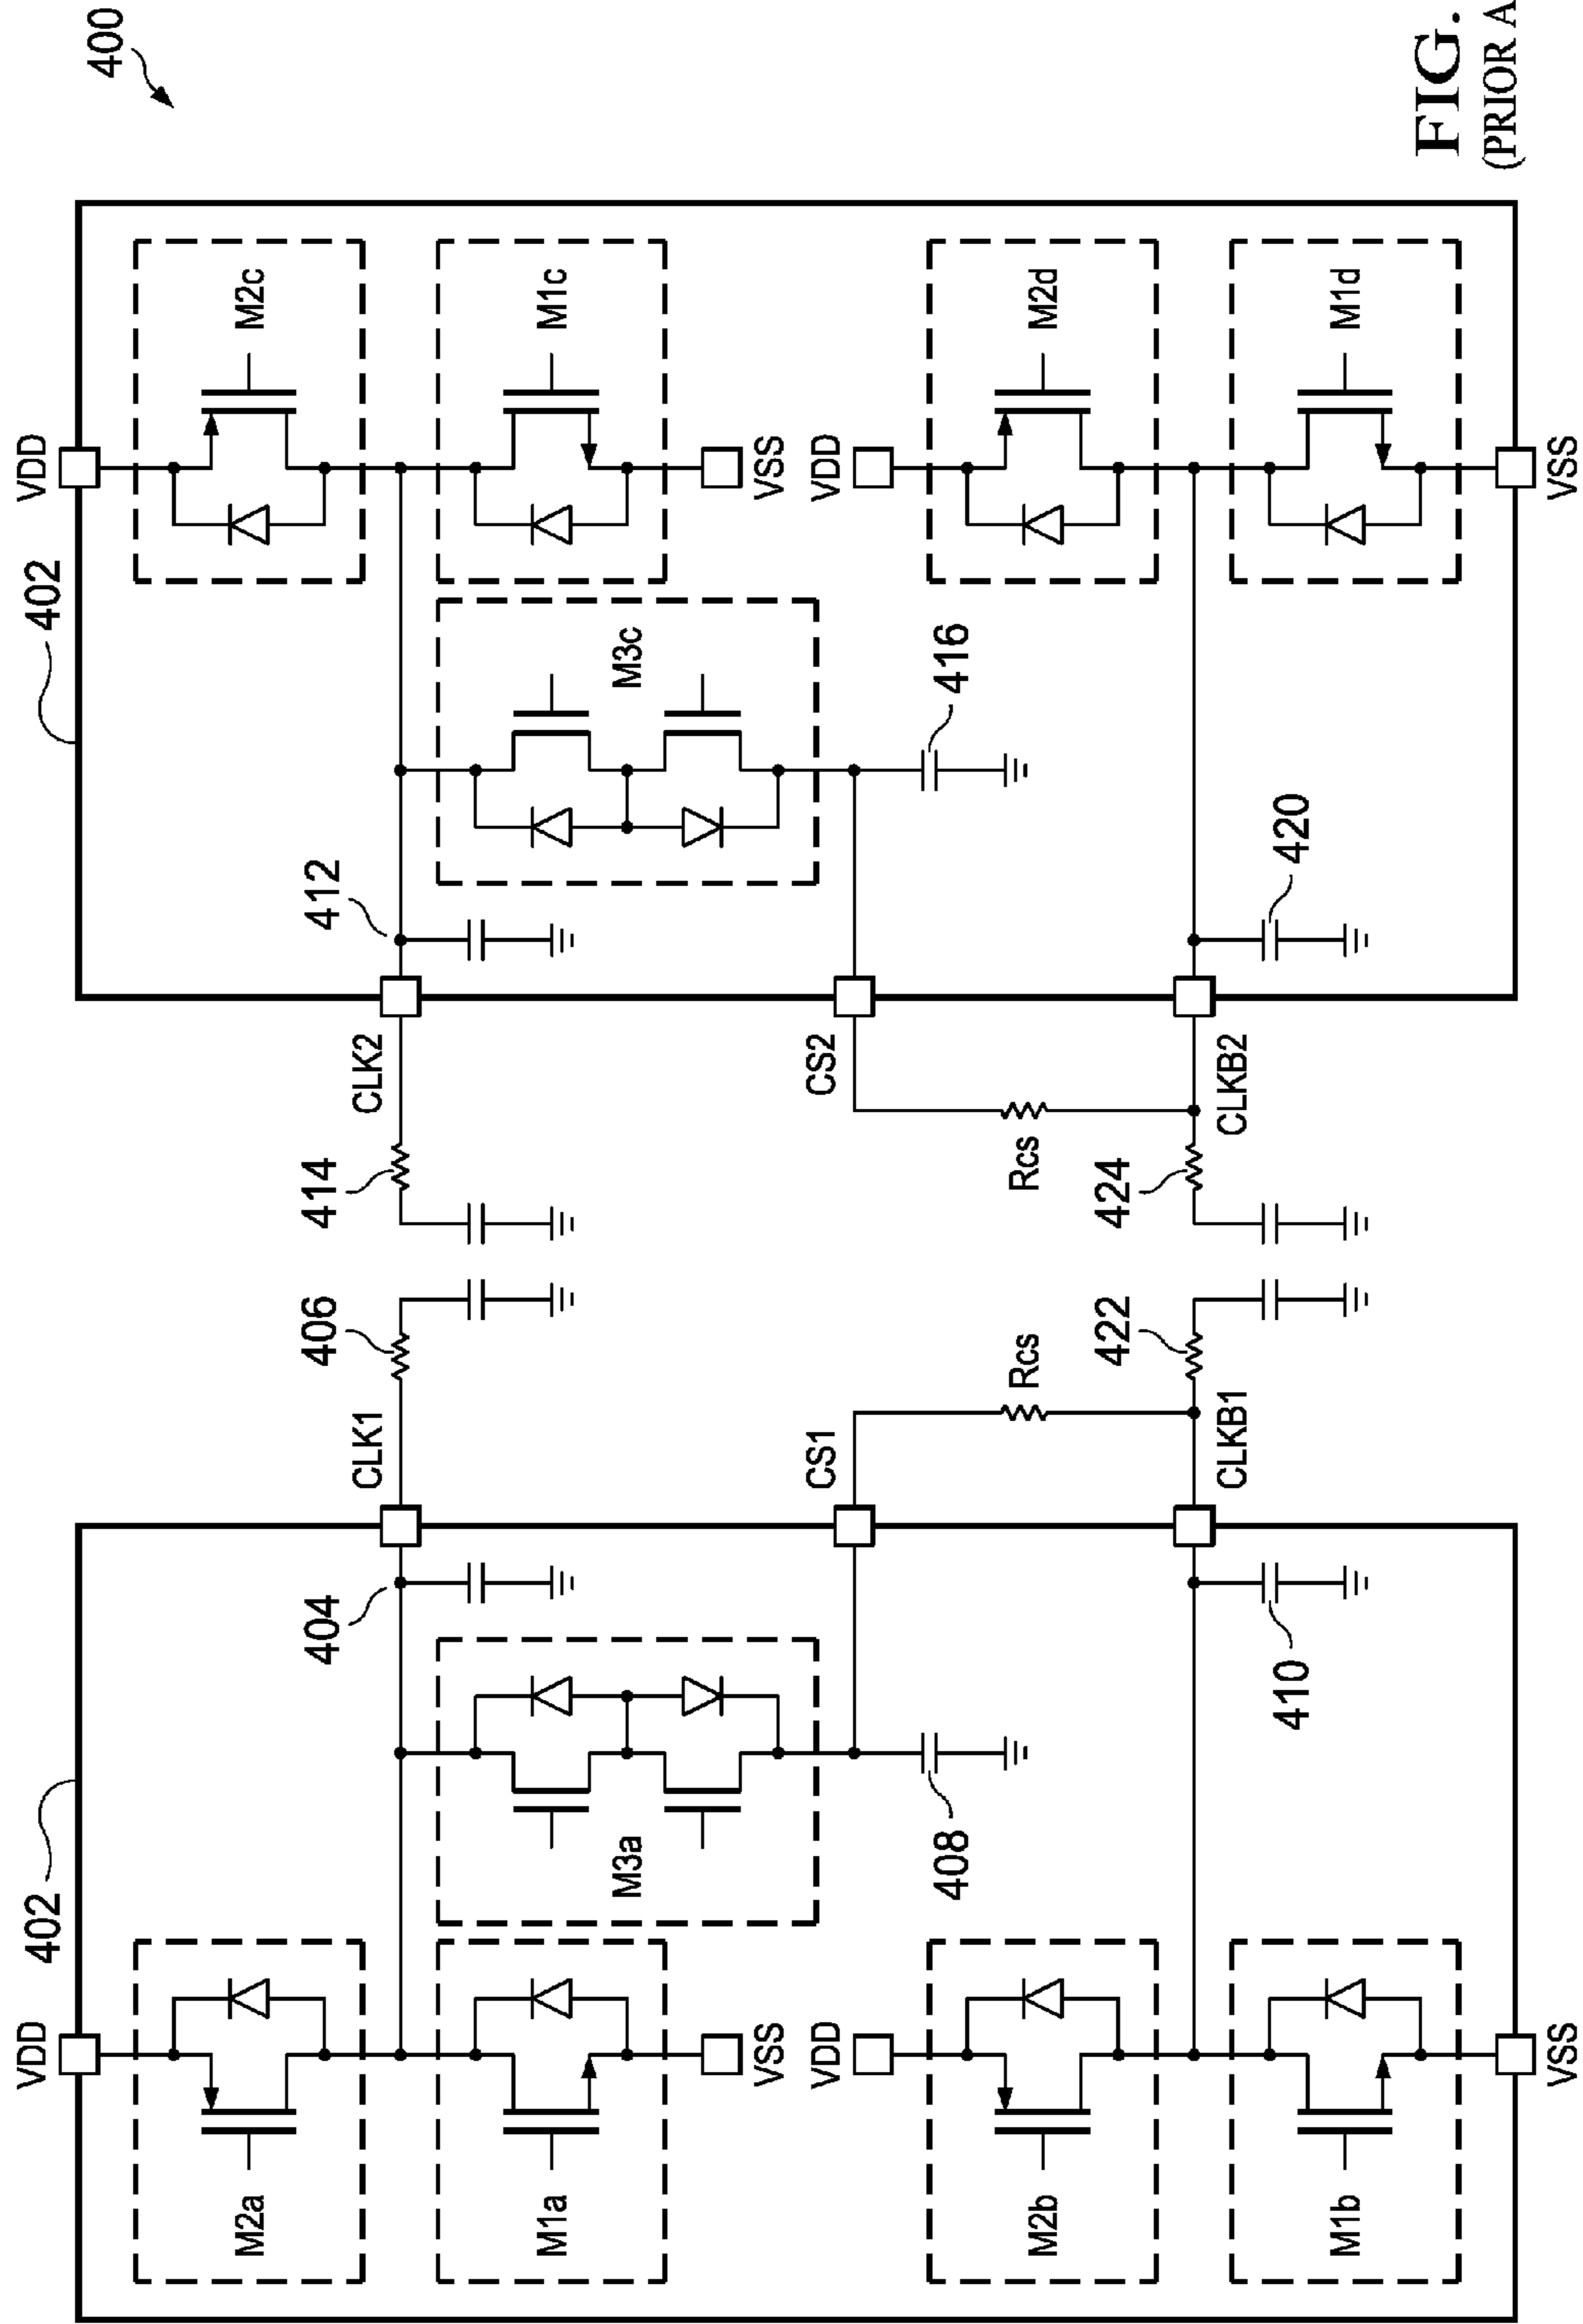 400
402
VDD
VDD
402
M2a
M2c
404
CLK1
406
414
CLK2
412
M1a
M1c
M3a
M3c
VSS
VSS
VDD
VDD
CS1
Rcs
Rcs
CS2
408
416
M2b
M2d
422
424
CLKB1
CLKB2
410
420
M1b
M1d
VSS
VSS
FIG.
(PRIOR A